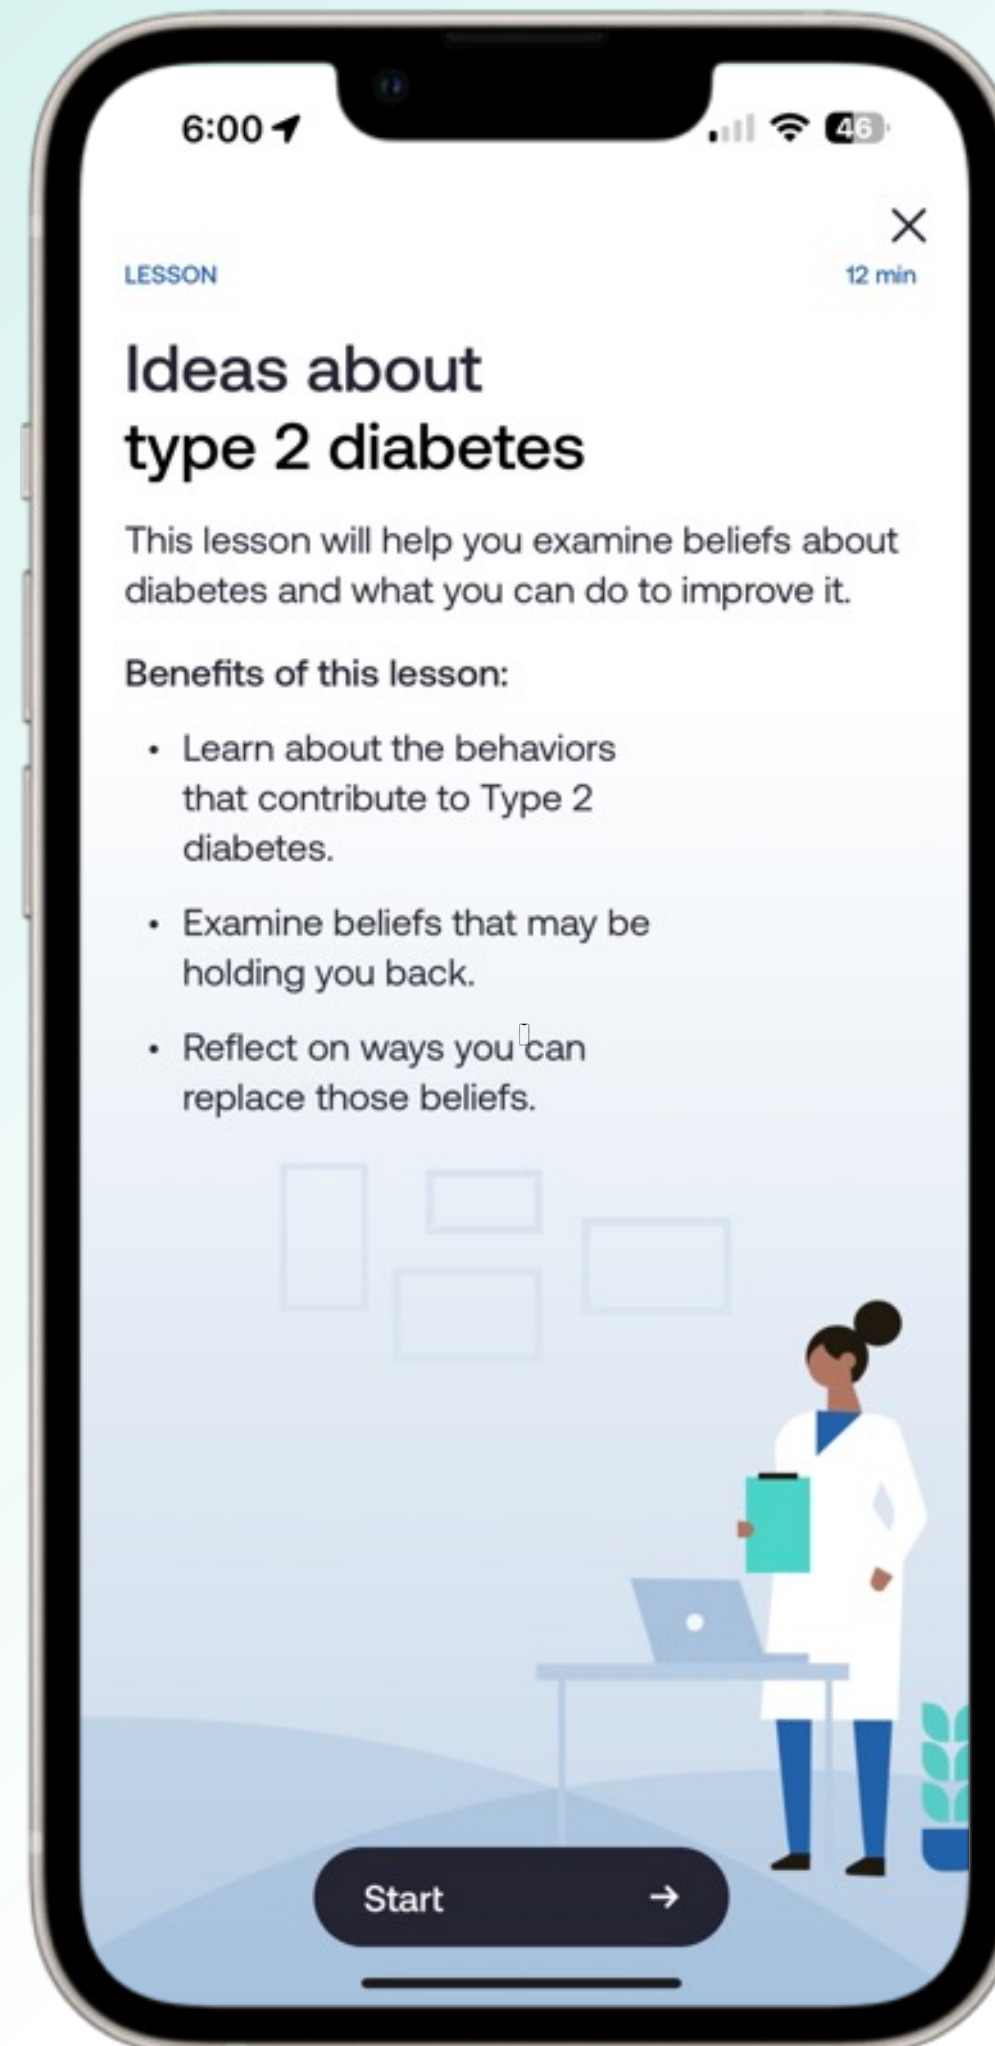 6:00
46
LESSON
12 min
Ideas about
type 2 diabetes
This lesson will help you examine beliefs about
diabetes and what you can do to improve it.
Benefits of this lesson:
• Learn about the behaviors
that contribute to Type 2
diabetes.
• Examine beliefs that may be
holding you back.
• Reflect on ways you can
replace those beliefs.
Start →